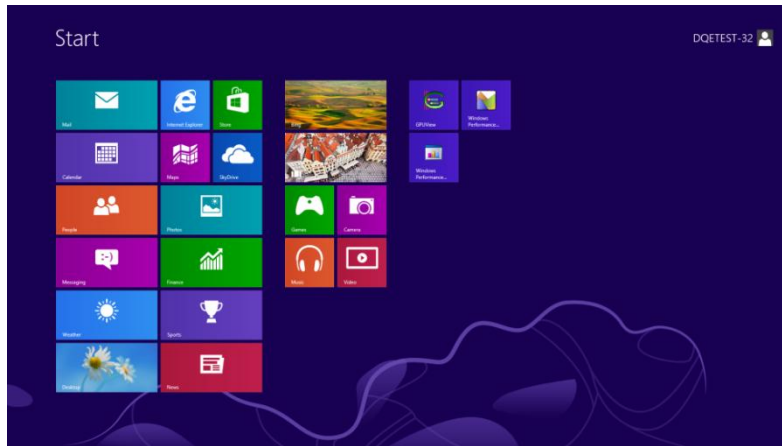 Start
DQETEST-32
Mail
Internet Explorer
Store
Calendar
Maps
SkyDrive
People
Photos
Messaging
Finance
Weather
Sports
Desktop
News
Bing
Games
Camera
Music
Video
GPUView
Windows
Performance...
Windows
Performance...